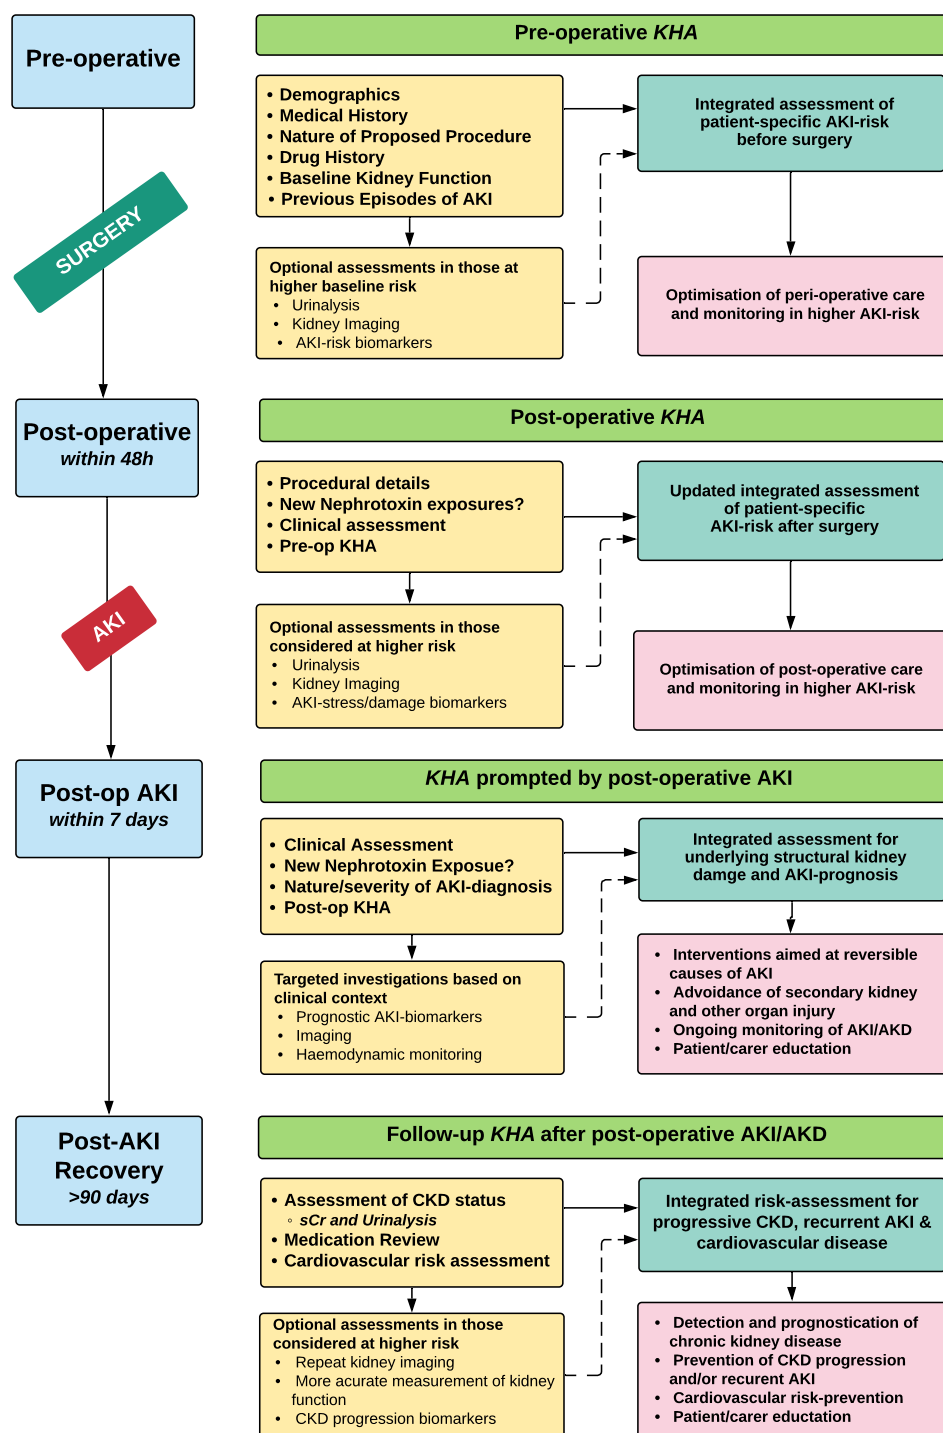 Pre-operative
SURGERY
Post-operative
within 48h
AKI
Post-op AKI
within 7 days
Post-AKI
Recovery
>90 days
Pre-operative KHA
• Demographics
• Medical History
• Nature of Proposed Procedure
• Drug History
• Baseline Kidney Function
• Previous Episodes of AKI
Integrated assessment of
patient-specific AKI-risk
before surgery
Optional assessments in those at
higher baseline risk
• Urinalysis
• Kidney Imaging
• AKI-risk biomarkers
Optimisation of peri-operative care
and monitoring in higher AKI-risk
Post-operative KHA
• Procedural details
• New Nephrotoxin exposures?
• Clinical assessment
• Pre-op KHA
Updated integrated assessment
of patient-specific
AKI-risk after surgery
Optional assessments in those
considered at higher risk
• Urinalysis
• Kidney Imaging
• AKI-stress/damage biomarkers
Optimisation of post-operative care
and monitoring in higher AKI-risk
KHA prompted by post-operative AKI
• Clinical Assessment
• New Nephrotoxin Exposue?
• Nature/severity of AKI-diagnosis
• Post-op KHA
Integrated assessment for
underlying structural kidney
damge and AKI-prognosis
Targeted investigations based on
clinical context
• Prognostic AKI-biomarkers
• Imaging
• Haemodynamic monitoring
• Interventions aimed at reversible
causes of AKI
• Advoidance of secondary kidney
and other organ injury
• Ongoing monitoring of AKI/AKD
• Patient/carer eductation
Follow-up KHA after post-operative AKI/AKD
• Assessment of CKD status
◦ sCr and Urinalysis
• Medication Review
• Cardiovascular risk assessment
Integrated risk-assessment for
progressive CKD, recurrent AKI &
cardiovascular disease
Optional assessments in those
considered at higher risk
• Repeat kidney imaging
• More acurate measurement of kidney
function
• CKD progression biomarkers
• Detection and prognostication of
chronic kidney disease
• Prevention of CKD progression
and/or recurent AKI
• Cardiovascular risk-prevention
• Patient/carer eductation